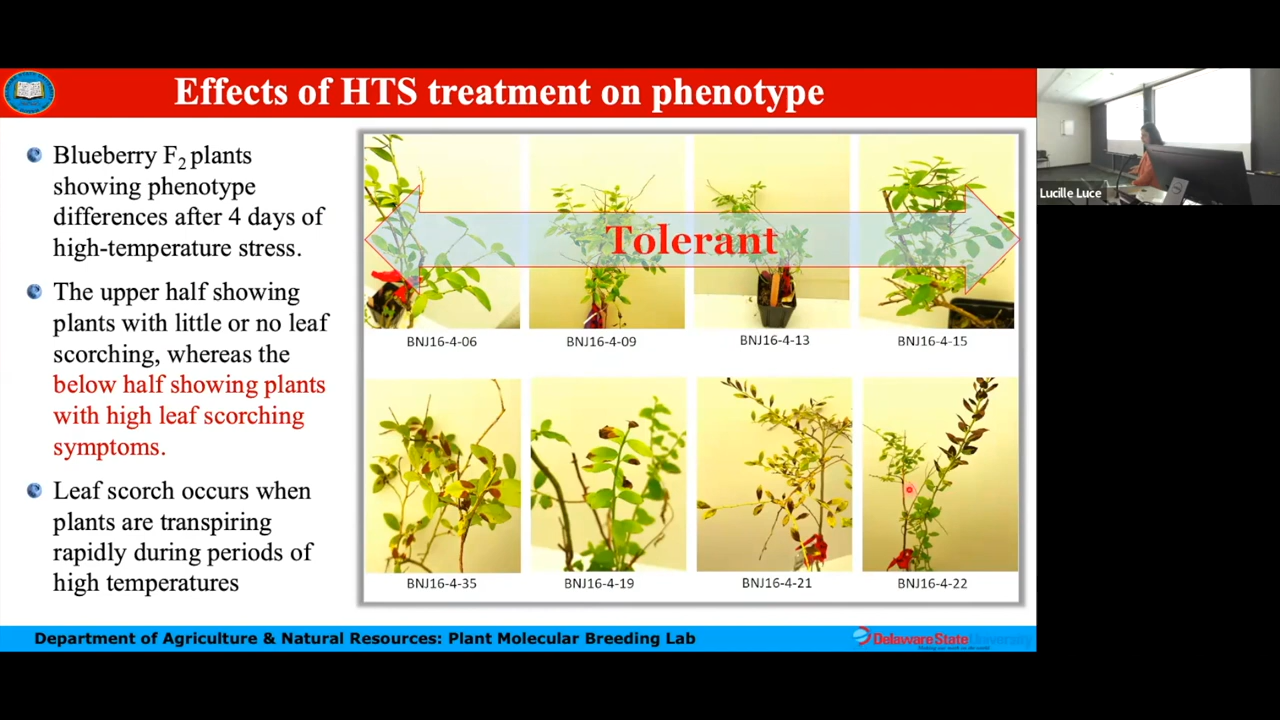 Effects of HTS treatment on phenotype
Blueberry F2 plants
showing phenotype
differences after 4 days of
high-temperature stress.
The upper half showing
plants with little or no leaf
scorching, whereas the
below half showing plants
with high leaf scorching
symptoms.
Leaf scorch occurs when
plants are transpiring
rapidly during periods of
high temperatures
Tolerant
BNJ16-4-06
BNJ16-4-09
BNJ16-4-13
BNJ16-4-15
BNJ16-4-35
BNJ16-4-19
BNJ16-4-21
BNJ16-4-22
Department of Agriculture & Natural Resources: Plant Molecular Breeding Lab
DelawareState University
Lucille Luce